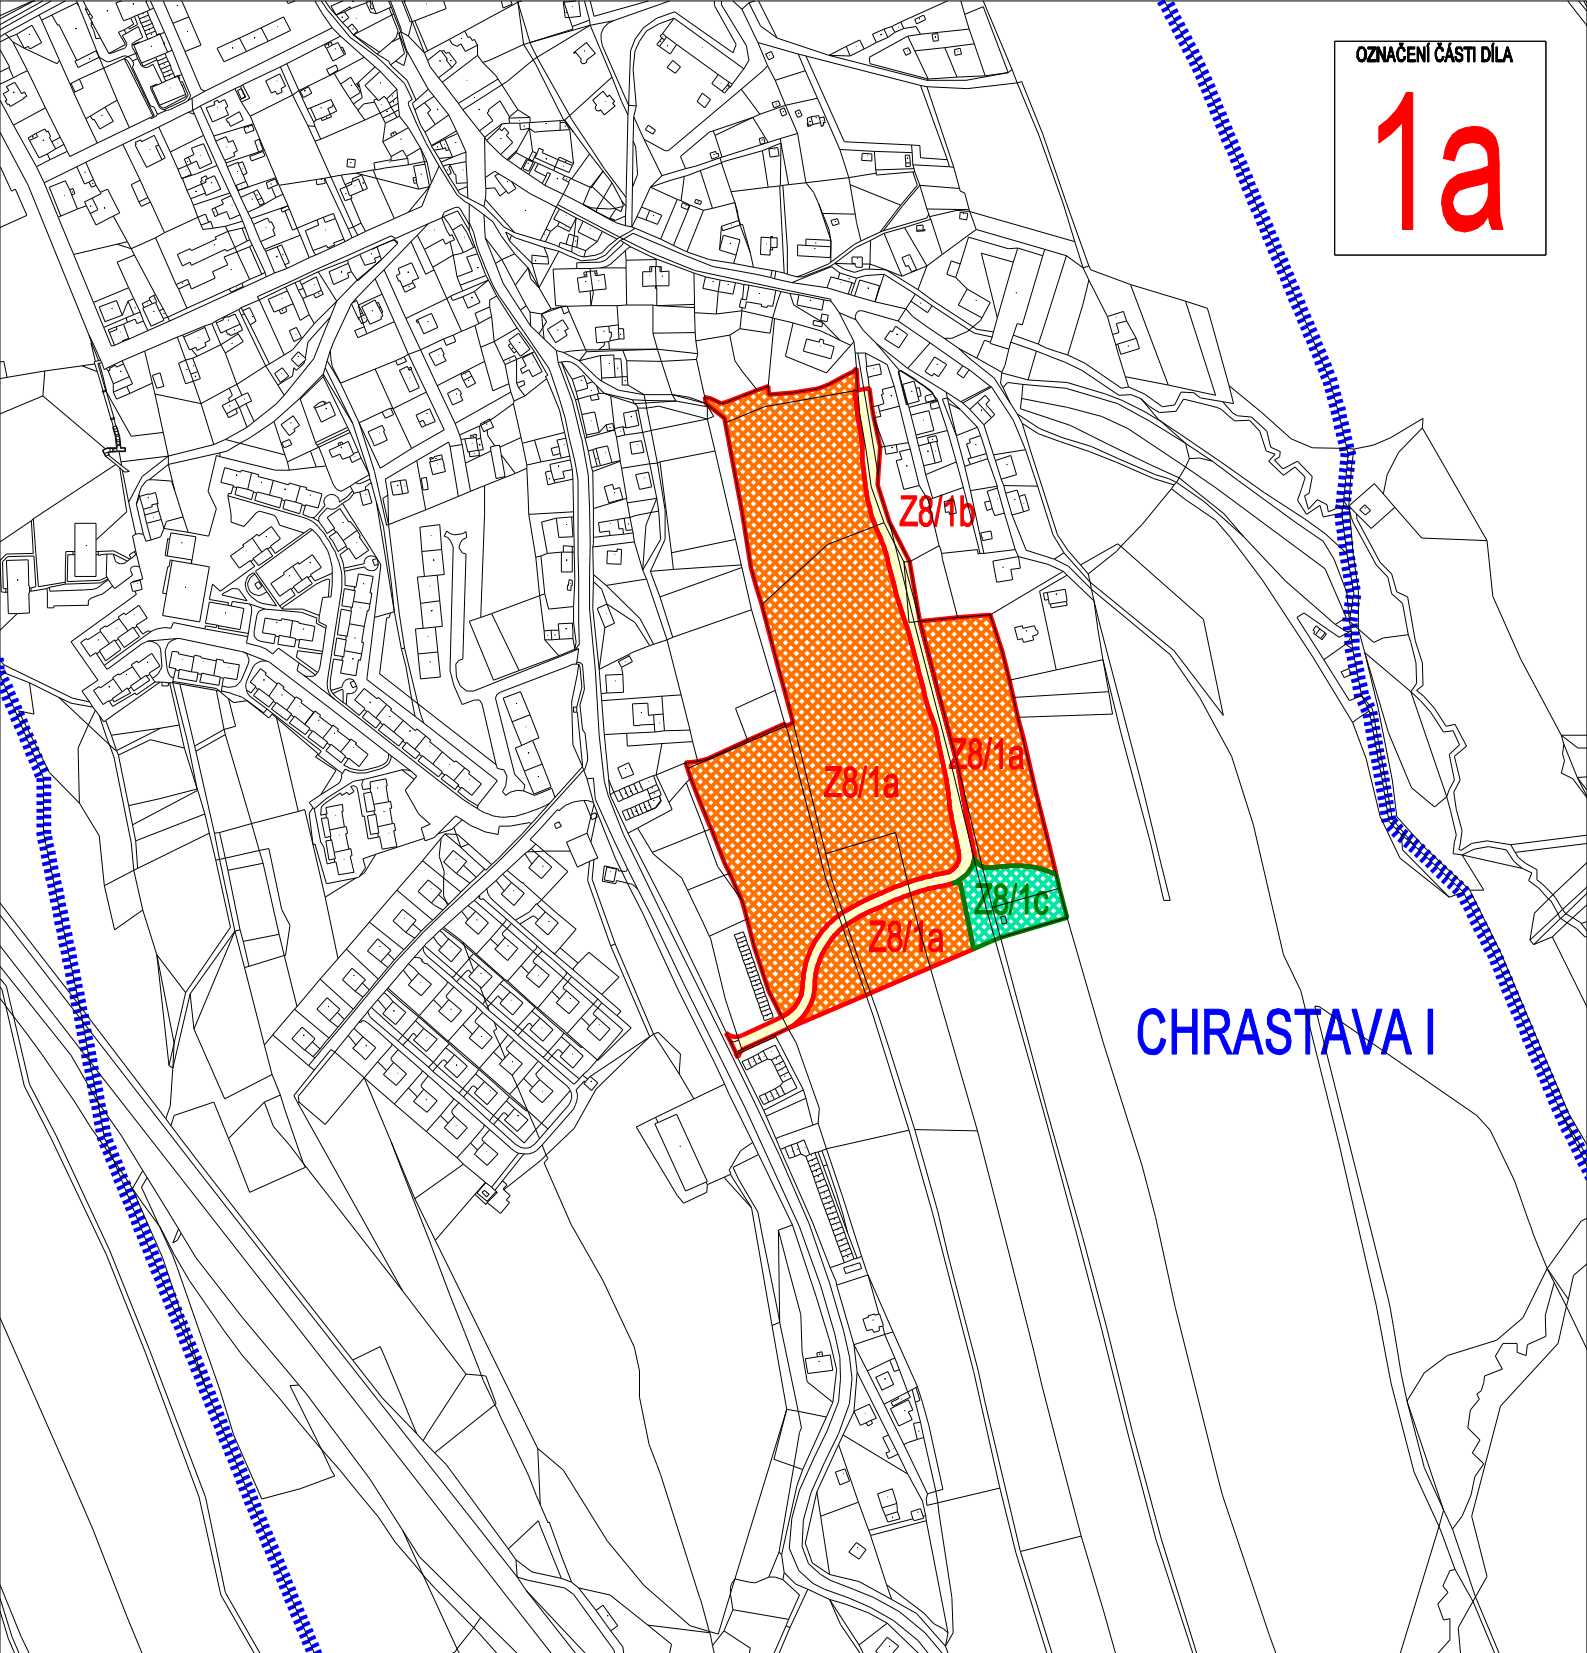 OZNAČENÍ ČÁSTI DÍLA
1a
Z8/1b
Z8/1a
Z8/1a
Z8/1c
Z8/1a
CHRASTAVA I